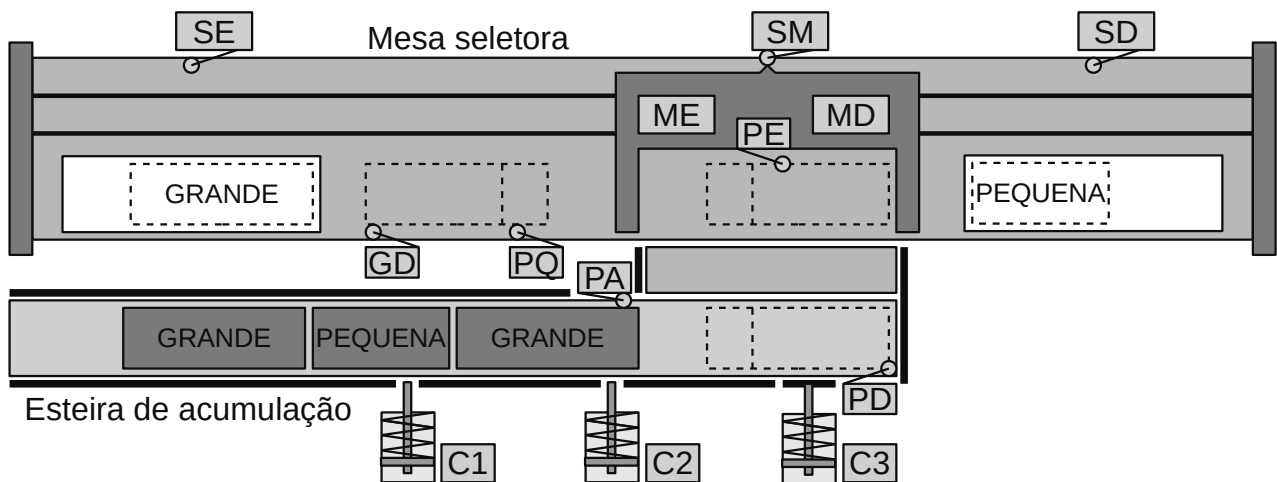 SE
Mesa seletora
SM
SD
ME
MD
PE
GRANDE
PEQUENA
GD
PQ
PA
GRANDE
PEQUENA
GRANDE
PD
Esteira de acumulação
C1
C2
C3